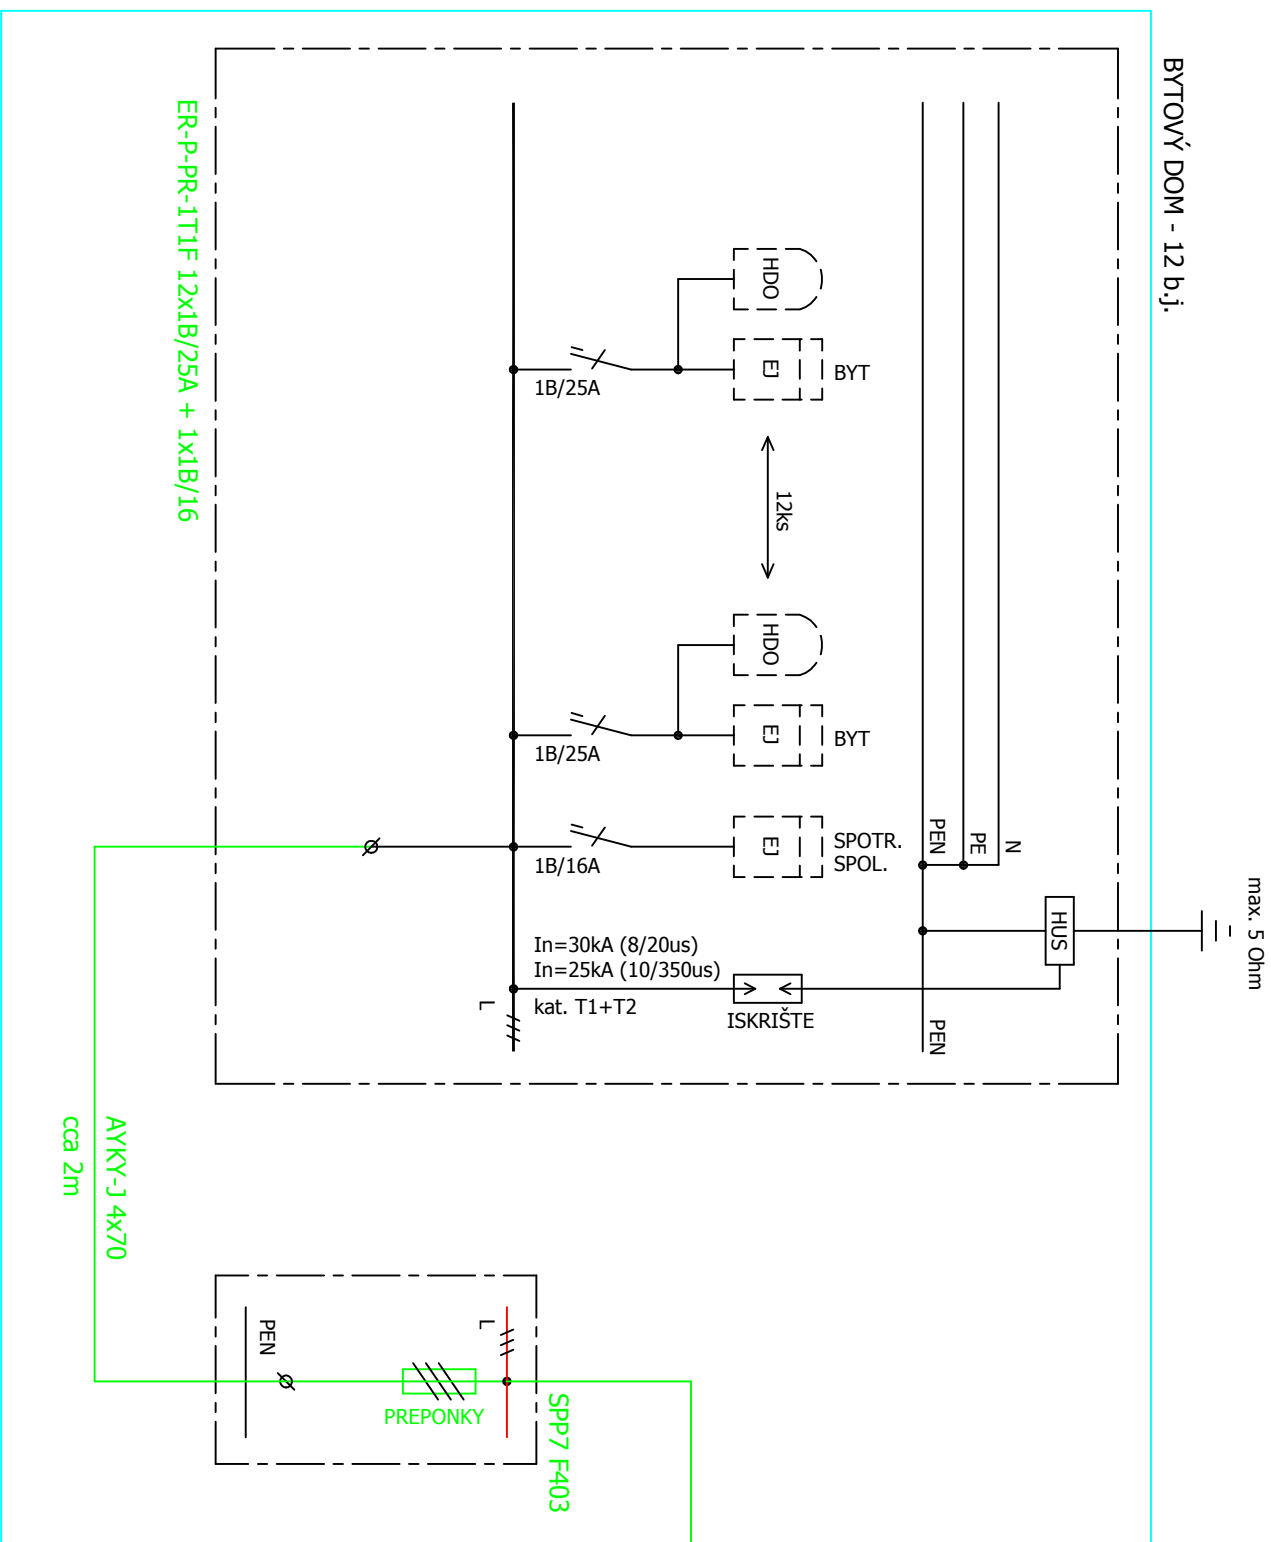 BYTOVÝ DOM - 12 b.j.
max. 5 Ohm
ER-P-PR-1T1F 12x1B/25A + 1x1B/16
HDO
EJ
BYT
1B/25A
12ks
HDO
EJ
BYT
1B/25A
EJ
SPOTR.
SPOL.
1B/16A
PEN
PE
N
HUS
In=30kA (8/20us)
In=25kA (10/350us)
kat. T1+T2
ISKRIŠTE
L
PEN
AYKY-J 4x70
cca 2m
PEN
L
PREPONKY
SPP7 F403